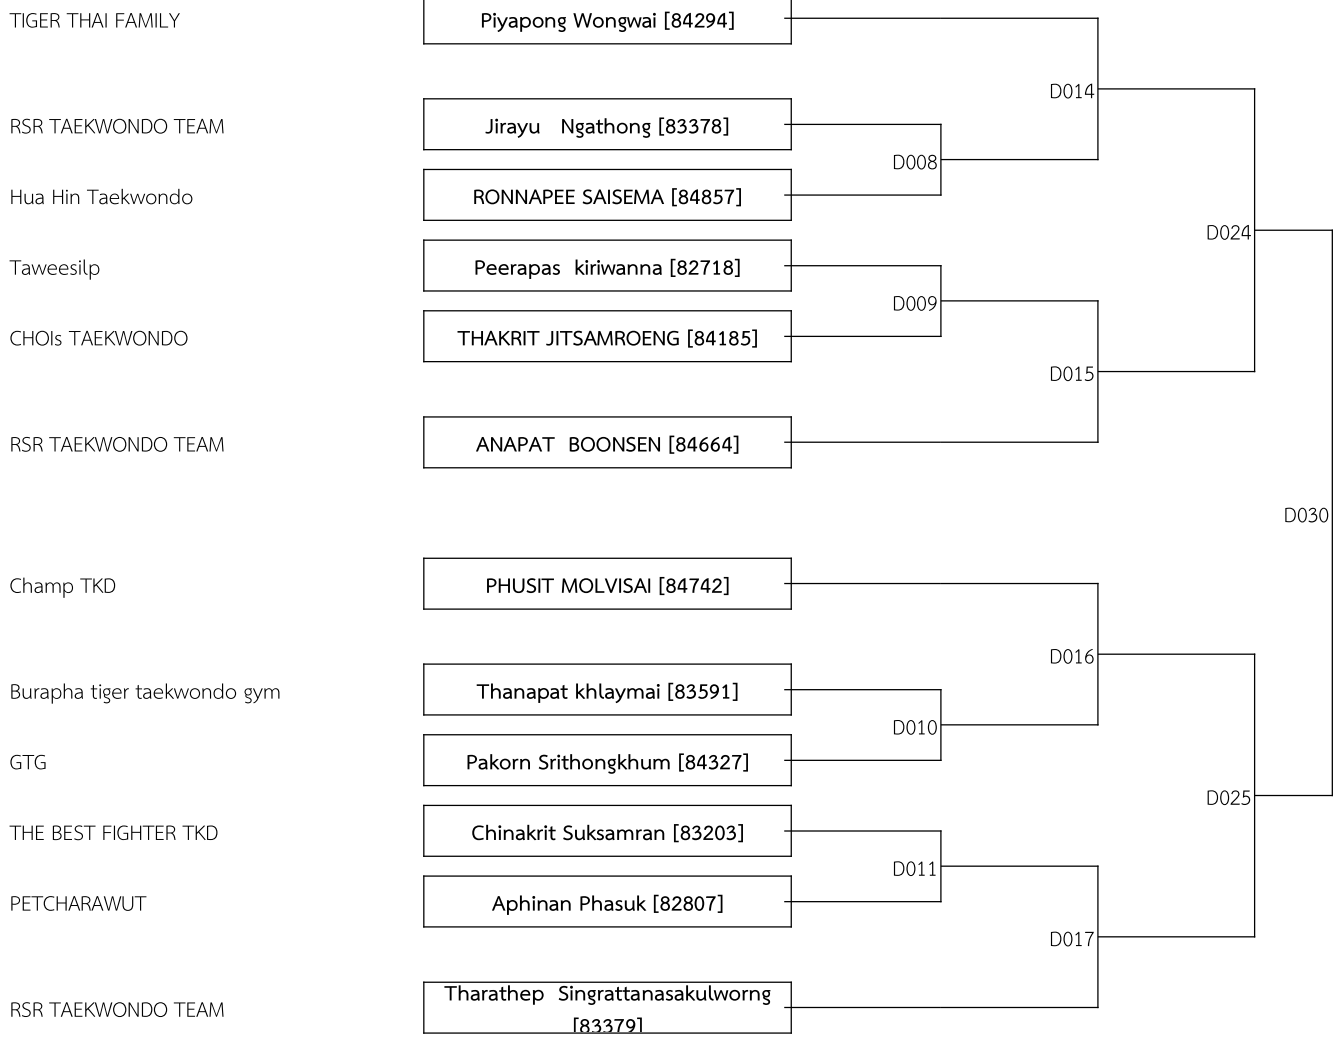 TIGER THAI FAMILY
Piyapong Wongwai [84294]
D014
RSR TAEKWONDO TEAM
Jirayu Ngathong [83378]
D008
Hua Hin Taekwondo
RONNAPEE SAISEMA [84857]
D024
Taweesilp
Peerapas kiriwanna [82718]
D009
CHOIs TAEKWONDO
THAKRIT JITSAMROENG [84185]
D015
RSR TAEKWONDO TEAM
ANAPAT BOONSEN [84664]
D030
Champ TKD
PHUSIT MOLVISAI [84742]
D016
Burapha tiger taekwondo gym
Thanapat khlaymai [83591]
D010
GTG
Pakorn Srithongkhum [84327]
D025
THE BEST FIGHTER TKD
Chinakrit Suksamran [83203]
D011
PETCHARAWUT
Aphinan Phasuk [82807]
D017
RSR TAEKWONDO TEAM
Tharathep Singrattanasakulworng
[83379]